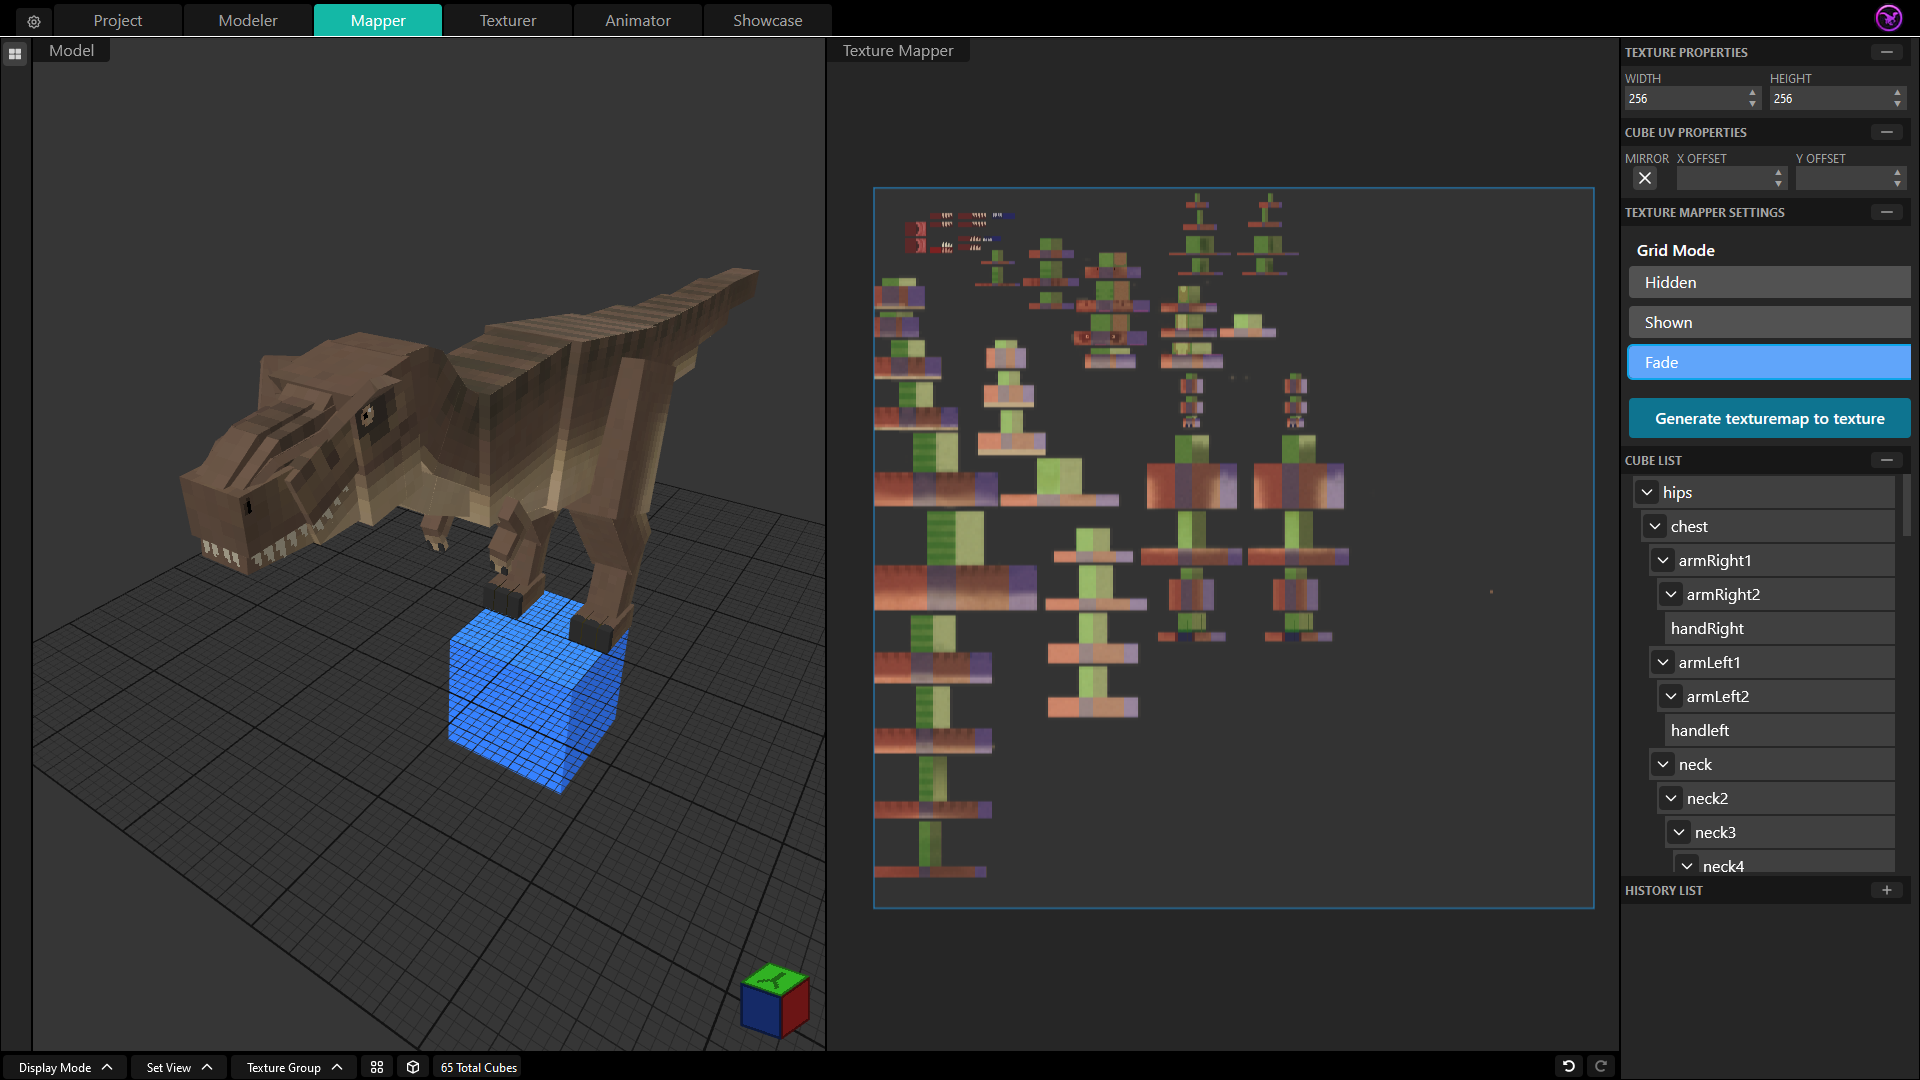 Project
Modeler
Mapper
Texturer
Animator
Showcase
Model
Texture Mapper
TEXTURE PROPERTIES
WIDTH
HEIGHT
256
256
CUBE UV PROPERTIES
MIRROR
X OFFSET
Y OFFSET
TEXTURE MAPPER SETTINGS
Grid Mode
Hidden
Shown
Fade
Generate texturemap to texture
CUBE LIST
hips
chest
armRight1
armRight2
handRight
armLeft1
armLeft2
handleft
neck
neck2
neck3
neck4
HISTORY LIST
Display Mode
Set View
Texture Group
65 Total Cubes